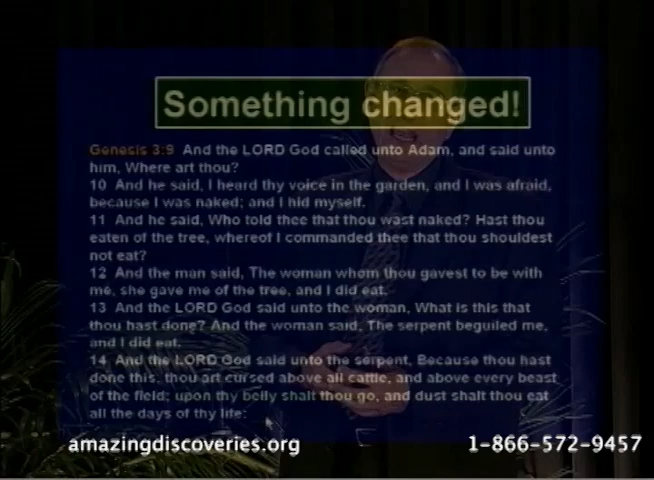 Something changed!
Genesis 3:9 And the LORD God called unto Adam, and said unto
him, Where art thou?
10 And he said, I heard thy voice in the garden, and I was afraid,
because I was naked; and I hid myself.
11 And he said, Who told thee that thou wast naked? Hast thou
eaten of the tree, whereof I commanded thee that thou shouldest
not eat?
12 And the man said, The woman whom thou gavest to be with
me, she gave me of the tree, and I did eat.
13 And the LORD God said unto the woman, What is this that
thou hast done? And the woman said, The serpent beguiled me,
and I did eat.
14 And the LORD God said unto the serpent, Because thou hast
done this, thou art cursed above all cattle, and above every beast
of the field; upon thy belly shalt thou go, and dust shalt thou eat
all the days of thy life:
amazingdiscoveries.org 1-866-572-9457